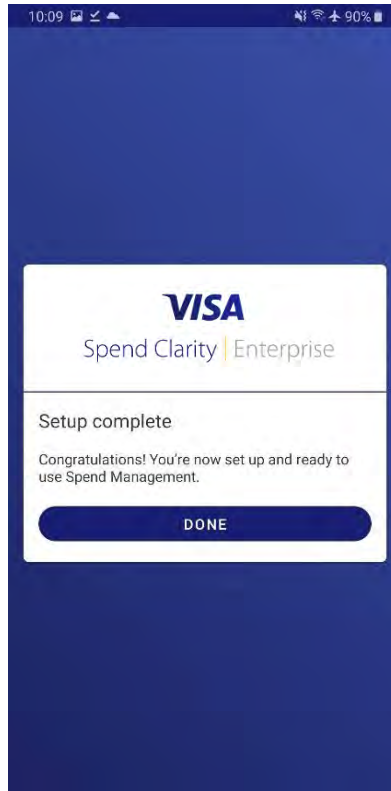 10:09 90%
VISA
Spend Clarity Enterprise
Setup complete
Congratulations! You're now set up and ready to
use Spend Management.
DONE